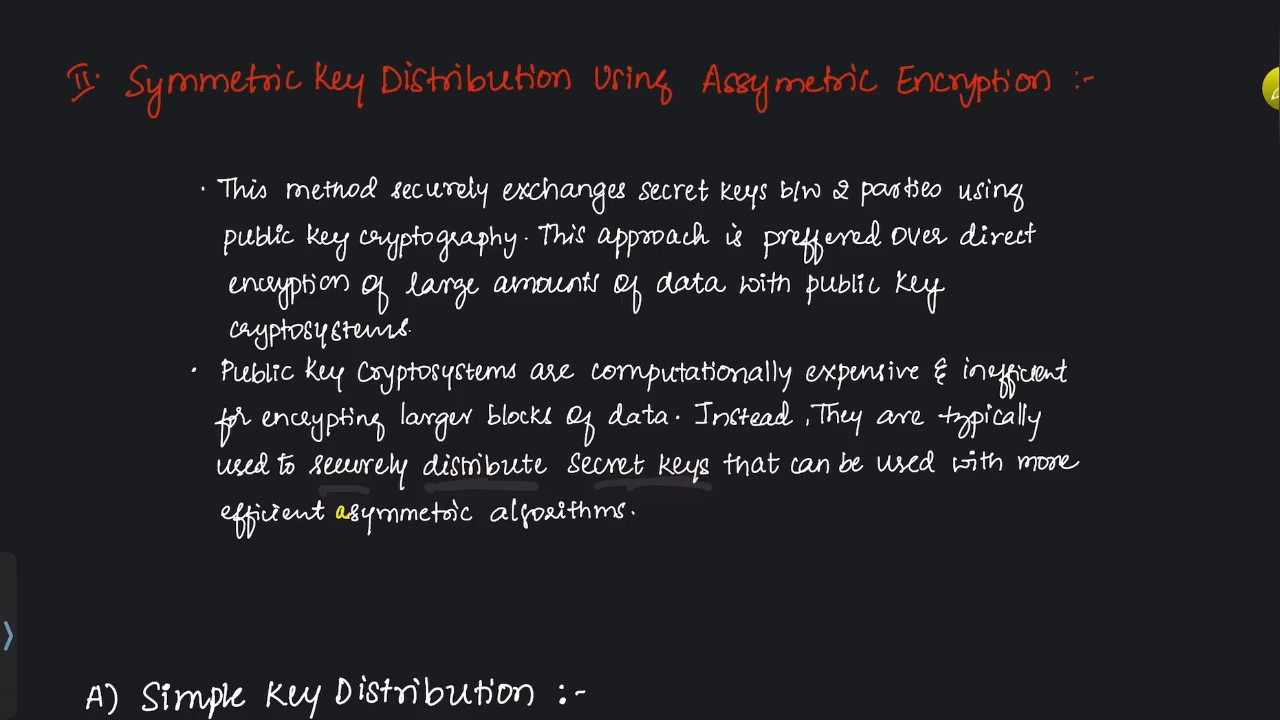 II. Symmetric Key Distribution Using Assymetric Encryption :-
• This method securely exchanges secret keys b/w 2 parties using
public key cryptography. This approach is preffered over direct
encryption of large amounts of data with public key
cryptosystems.
• Public key Cryptosystems are computationally expensive & inefficient
for encrypting larger blocks of data. Instead, They are typically
used to securely distribute secret keys that can be used with more
efficient asymmetric algorithms.
A) Simple Key Distribution :-